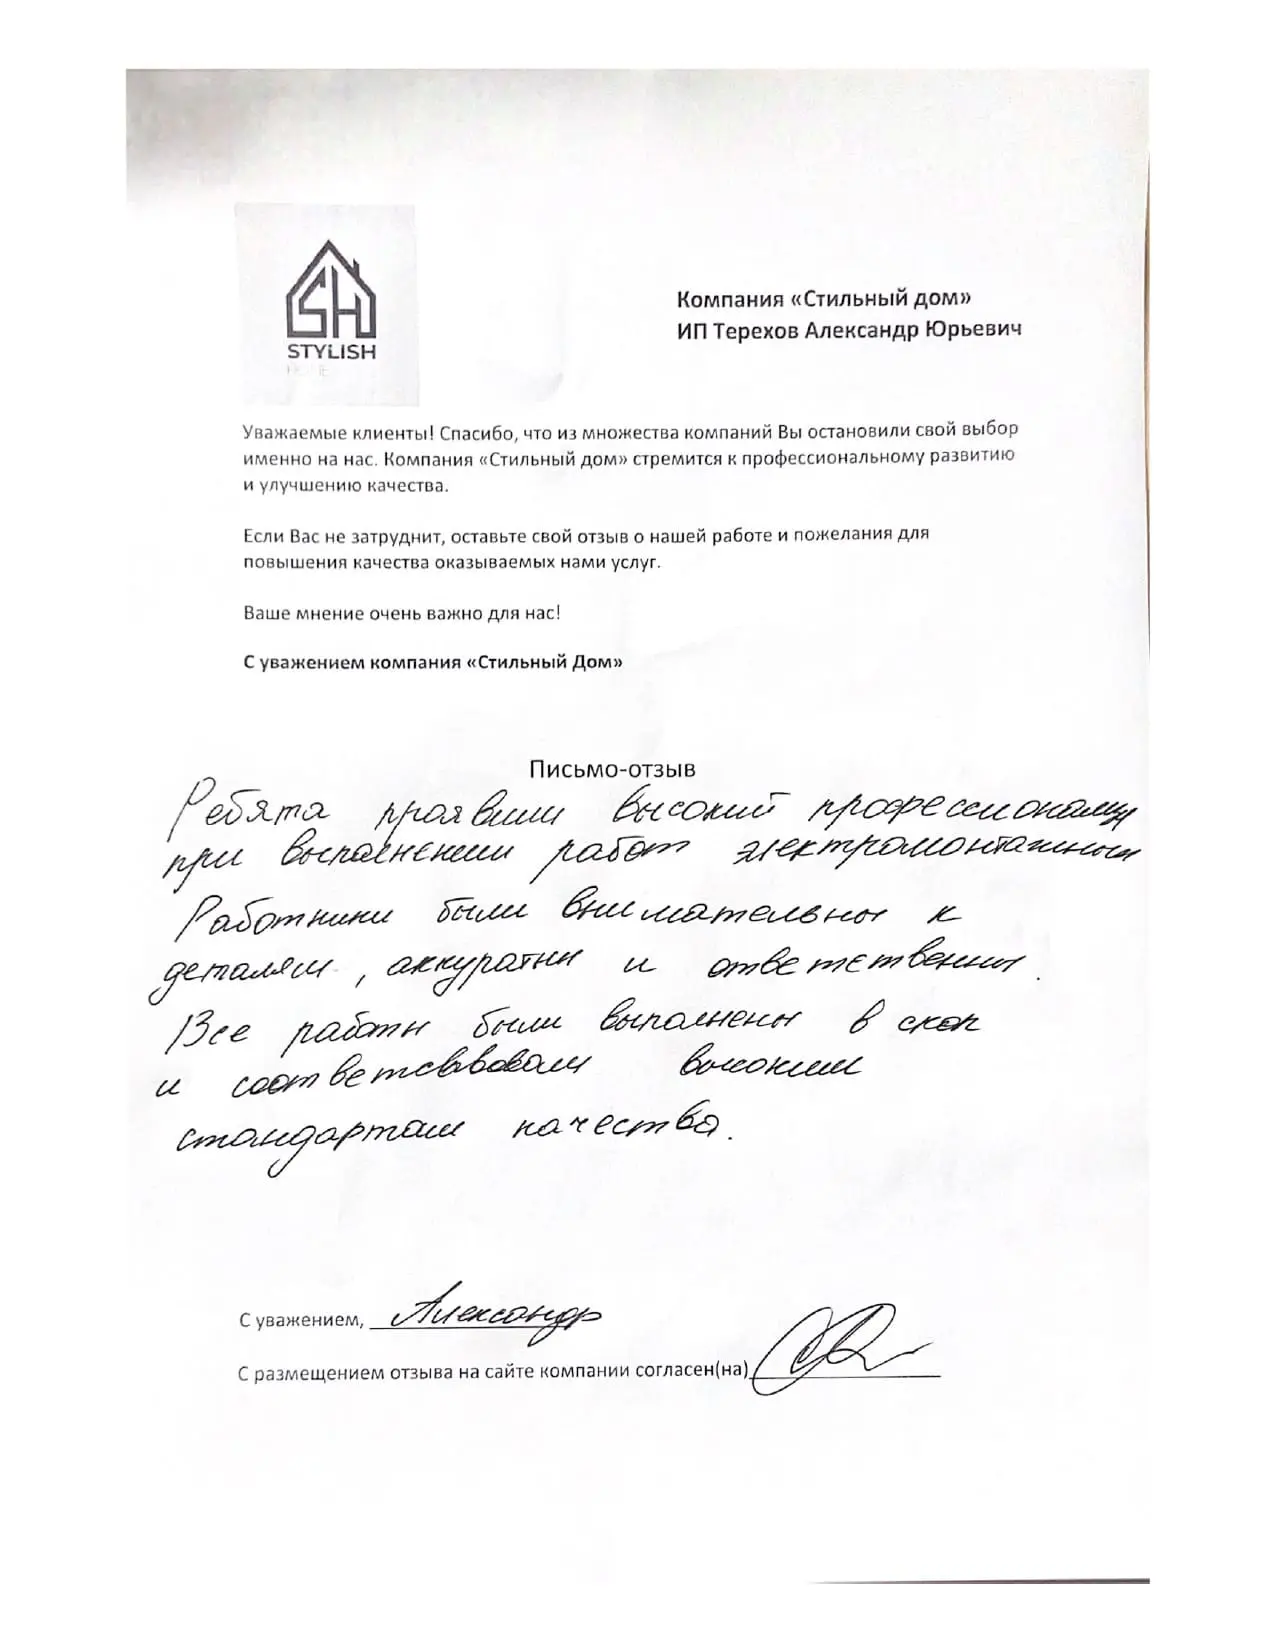 SH
STYLISH
HOME
Компания «Стильный дом»
ИП Терехов Александр Юрьевич
Уважаемые клиенты! Спасибо, что из множества компаний Вы остановили свой выбор
именно на нас. Компания «Стильный дом» стремится к профессиональному развитию
и улучшению качества.
Если Вас не затруднит, оставьте свой отзыв о нашей работе и пожелания для
повышения качества оказываемых нами услуг.
Ваше мнение очень важно для нас!
С уважением компания «Стильный Дом»
Письмо-отзыв
Ребята проявили высокий профессионализм
при выполнении работ электромонтажных
Работники были внимательны к
деталям, аккуратны и ответственны.
Все работы были выполнены в срок
и соответствовали высоким
стандартам качества.
С уважением, Александр
С размещением отзыва на сайте компании согласен(на)